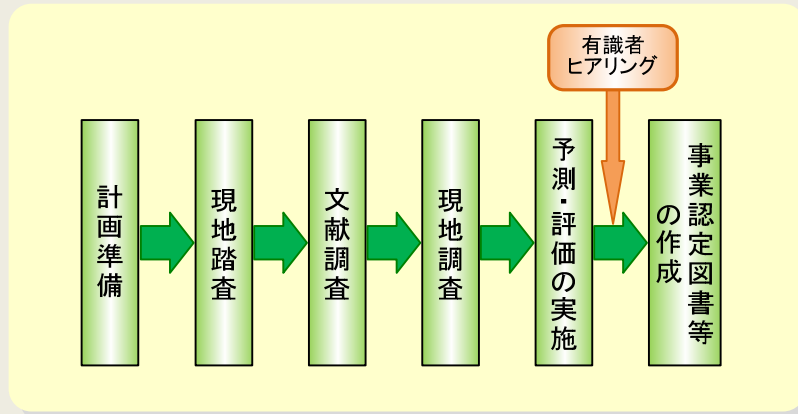 有識者
ヒアリング
計画準備
現地踏査
文献調査
現地調査
予測・評価の実施
事業認定図書等
の作成